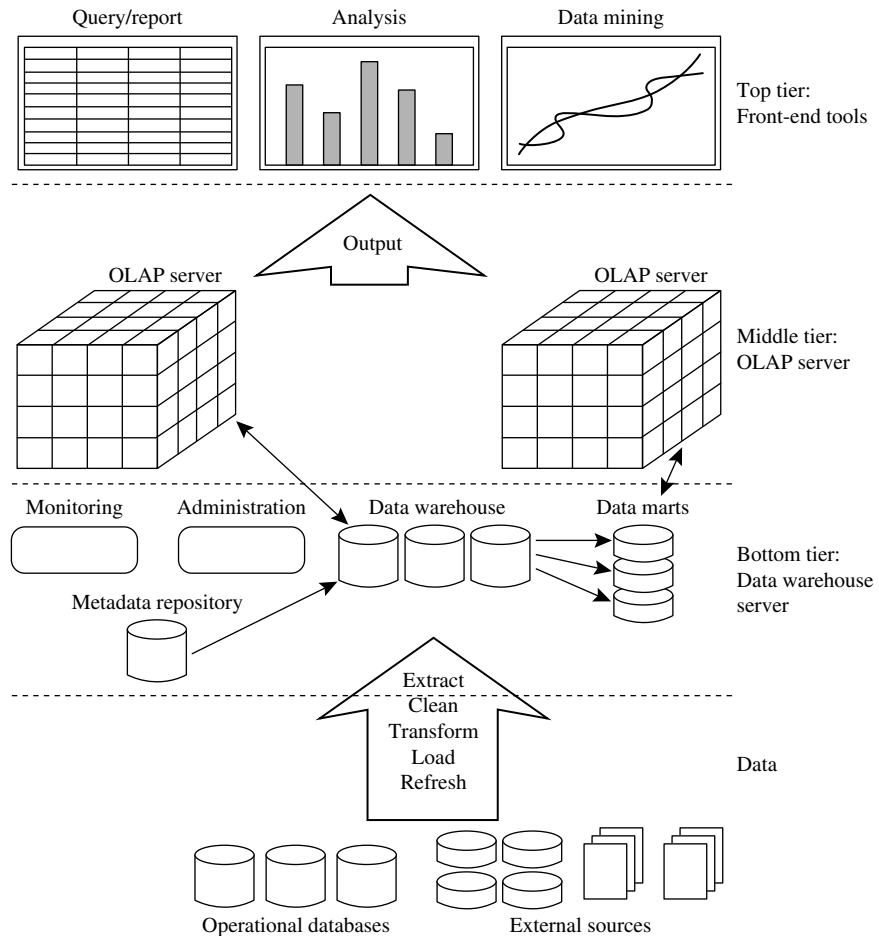 Query/report
Analysis
Data mining
Top tier:
Front-end tools
Output
OLAP server
OLAP server
Middle tier:
OLAP server
Monitoring
Administration
Data warehouse
Data marts
Bottom tier:
Data warehouse
server
Metadata repository
Extract
Clean
Transform
Load
Refresh
Data
Operational databases
External sources